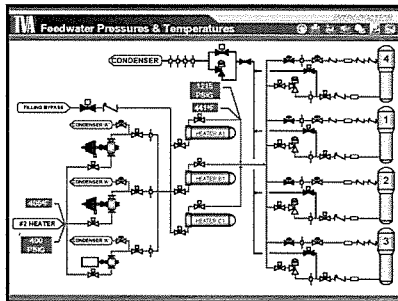 TVA Feedwater Pressures & Temperatures
CONDENSER
4
1215
PSIG
441°F
FILLING BYPASS
CONDENSER 'A'
HEATER A1
1
CONDENSER 'A'
HEATER B1
2
405°F
#2 HEATER
400
PSIG
CONDENSER 'A'
HEATER C1
3